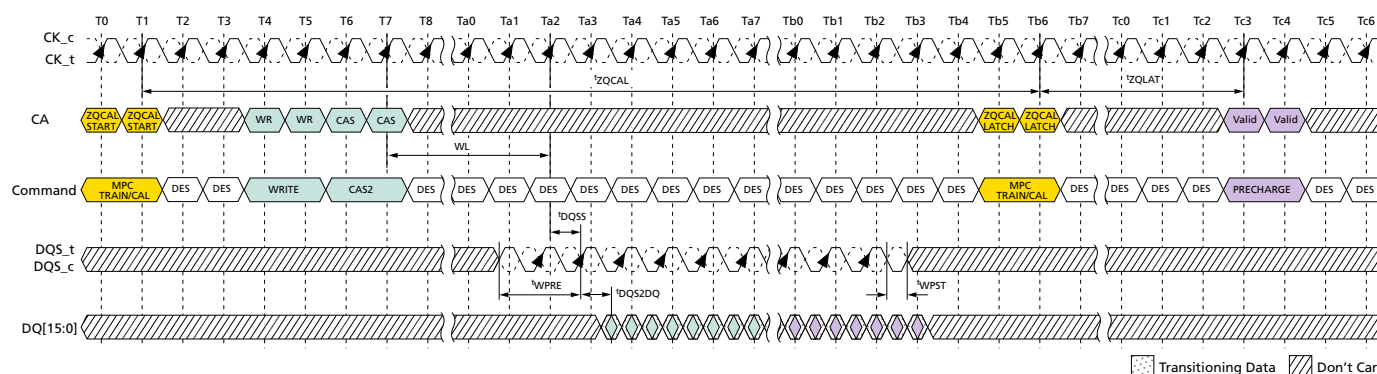 T0 T1 T2 T3 T4 T5 T6 T7 T8 Ta0 Ta1 Ta2 Ta3 Ta4 Ta5 Ta6 Ta7 Tb0 Tb1 Tb2 Tb3 Tb4 Tb5 Tb6 Tb7 Tc0 Tc1 Tc2 Tc3 Tc4 Tc5 Tc6
CK_c
CK_t
tZQCAL tZQLAT
CA ZQCAL START ZQCAL START WR WR CAS CAS ZQCAL LATCH ZQCAL LATCH Valid Valid
WL
Command MPC TRAIN/CAL DES DES WRITE CAS2 DES DES DES DES DES DES DES DES DES DES DES DES DES DES MPC TRAIN/CAL DES DES DES DES PRECHARGE DES DES
tDQSS
DQS_t
DQS_c
tWPRE tDQS2DQ tWPST
DQ[15:0]
Transitioning Data Don't Car